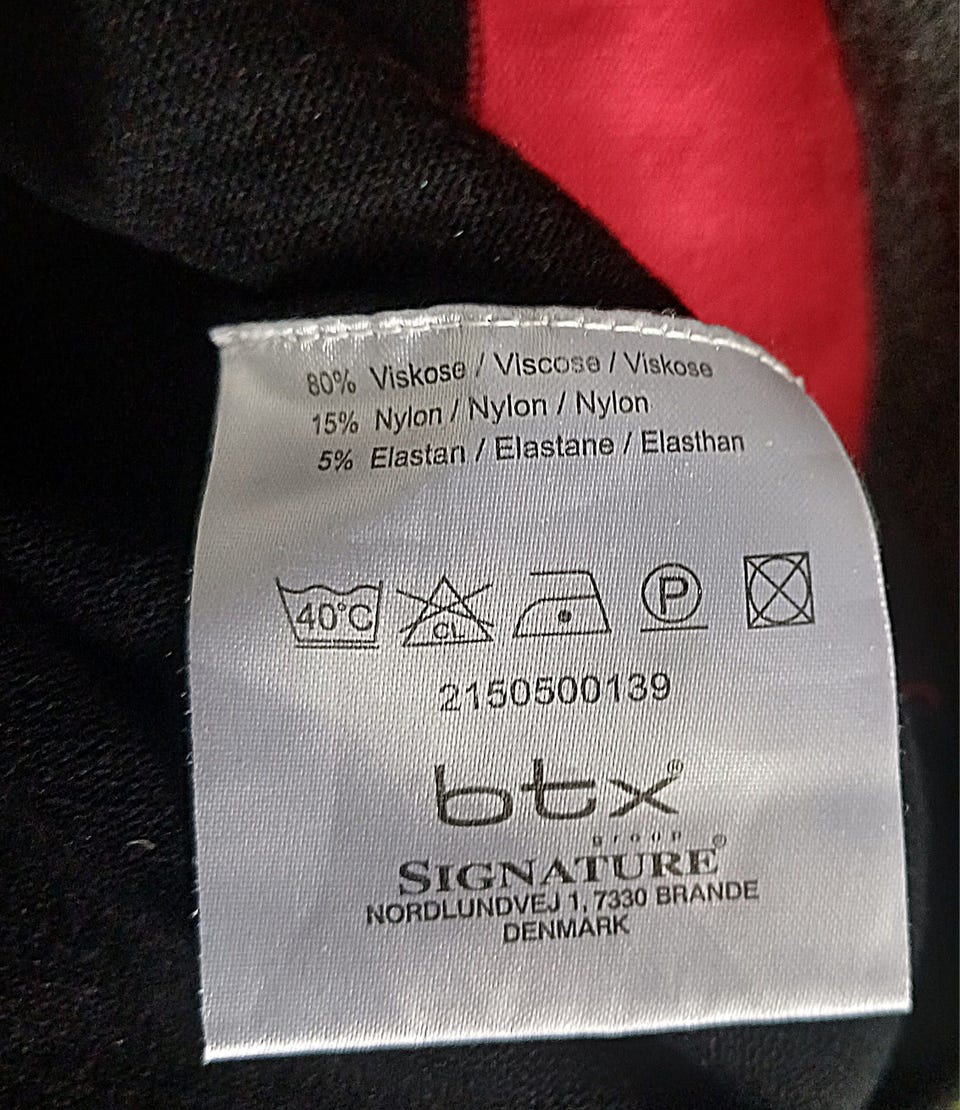 80% Viskose / Viscose / Viskose
15% Nylon / Nylon / Nylon
5% Elastan / Elastane / Elasthan
40°C CL P
2150500139
btx®
group®
SIGNATURE
NORDLUNDVEJ 1, 7330 BRANDE
DENMARK